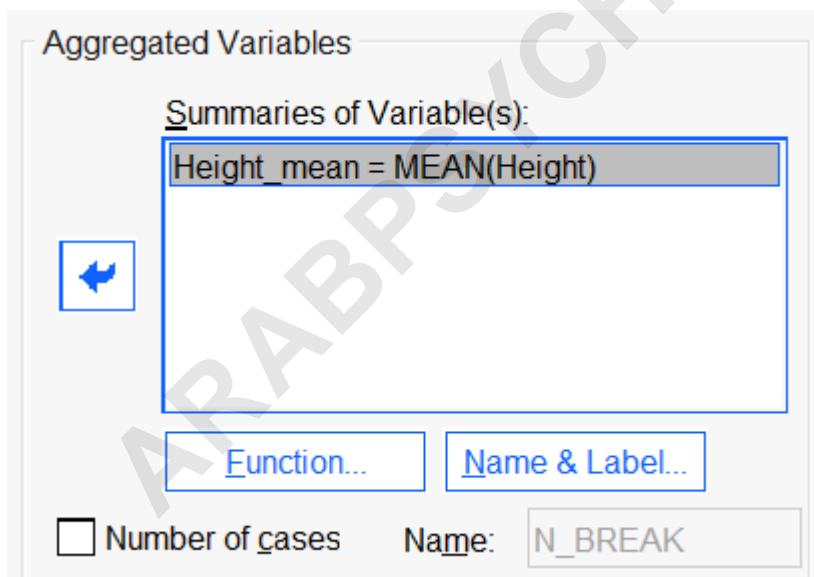 Aggregated Variables
Summaries of Variable(s):
Height_mean = MEAN(Height)
Function... Name & Label...
Number of cases Name: N_BREAK
ARABPSYCH